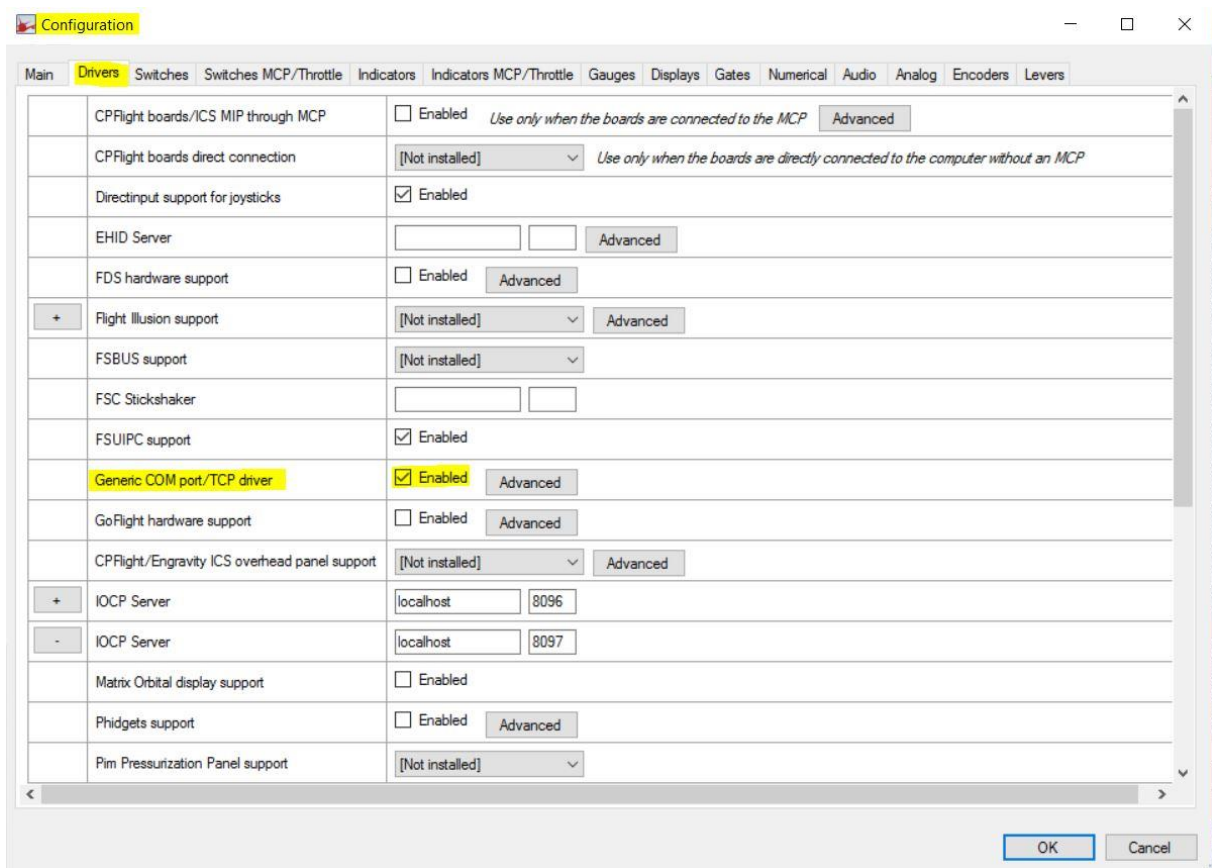 Configuration
Main Drivers Switches Switches MCP/Throttle Indicators Indicators MCP/Throttle Gauges Displays Gates Numerical Audio Analog Encoders Levers
CPFlight boards/ICS MIP through MCP Enabled Use only when the boards are connected to the MCP Advanced
CPFlight boards direct connection [Not installed] Use only when the boards are directly connected to the computer without an MCP
Directinput support for joysticks Enabled
EHID Server Advanced
FDS hardware support Enabled Advanced
+ Flight Illusion support [Not installed] Advanced
FSBUS support [Not installed]
FSC Stickshaker
FSUIPC support Enabled
Generic COM port/TCP driver Enabled Advanced
GoFlight hardware support Enabled Advanced
CPFlight/Engravity ICS overhead panel support [Not installed] Advanced
+ IOCP Server localhost 8096
- IOCP Server localhost 8097
Matrix Orbital display support Enabled
Phidgets support Enabled Advanced
Pim Pressurization Panel support [Not installed]
OK Cancel